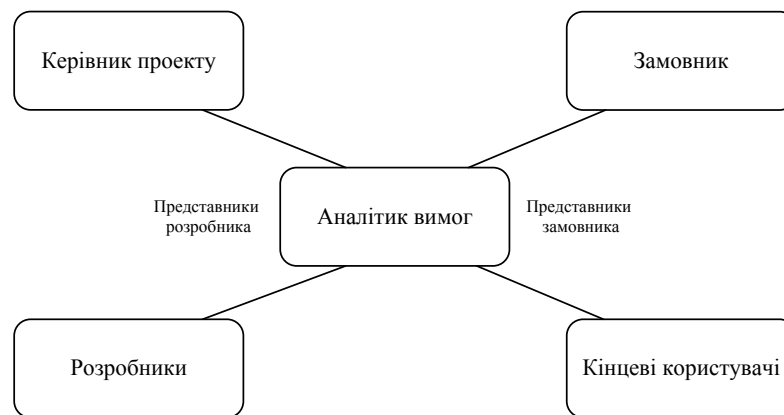 Керівник проекту
Замовник
Представники
розробника
Аналітик вимог
Представники
замовника
Розробники
Кінцеві користувачі